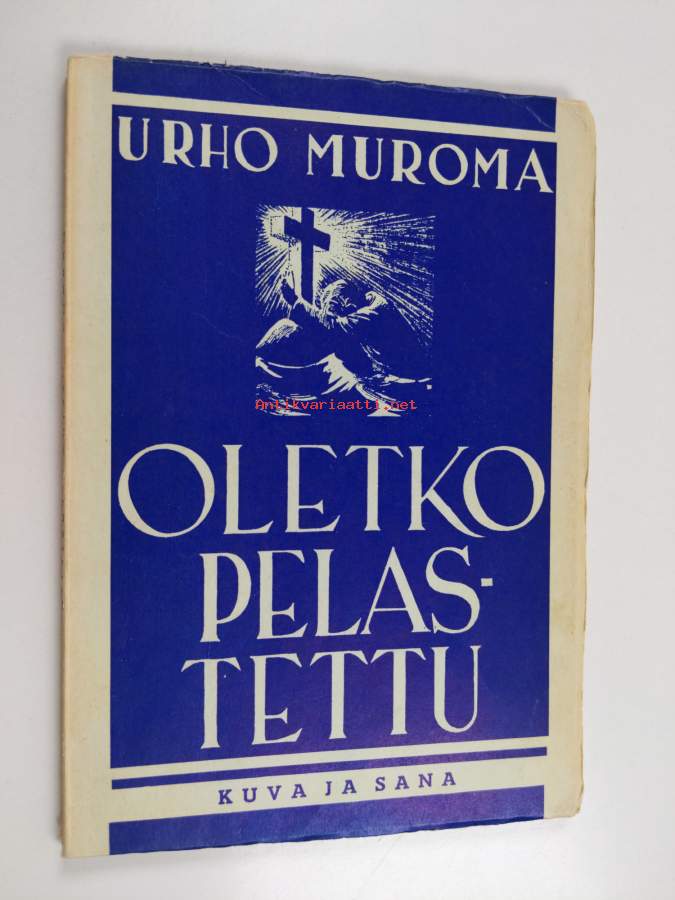 URHO MUROMA
Antikvariaatti.net
OLETKO
PELAS-
TETTU
KUVA JA SANA